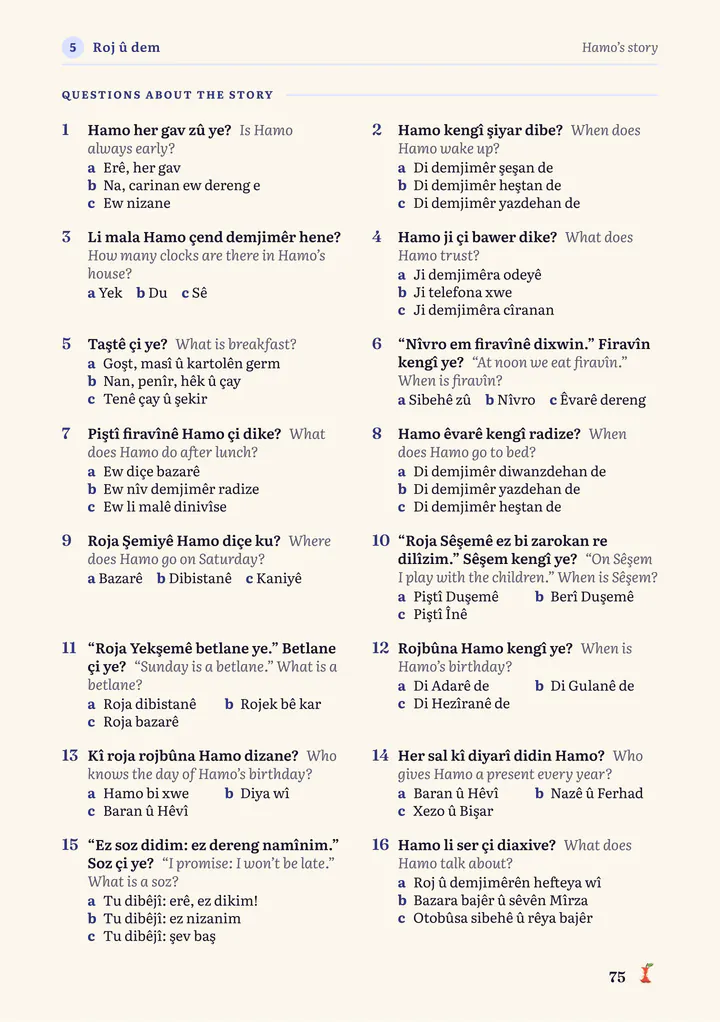 5 Roj û dem
Hamo's story
QUESTIONS ABOUT THE STORY
1 Hamo her gav zû ye? Is Hamo
always early?
a Erê, her gav
b Na, carinan ew dereng e
c Ew nizane
2 Hamo kengî şiyar dibe? When does
Hamo wake up?
a Di demjimêr şeşan de
b Di demjimêr heştan de
c Di demjimêr yazdehan de
3 Li mala Hamo çend demjimêr hene?
How many clocks are there in Hamo's
house?
a Yek b Du c Sê
4 Hamo ji çi bawer dike? What does
Hamo trust?
a Ji demjimêra odeyê
b Ji telefona xwe
c Ji demjimêra cîranan
5 Taştê çi ye? What is breakfast?
a Goşt, masî û kartolên germ
b Nan, penîr, hêk û çay
c Tenê çay û şekir
6 “Nîvro em firavînê dixwin.” Firavîn
kengî ye? “At noon we eat firavîn.”
When is firavîn?
a Sibehê zû b Nîvro c Êvarê dereng
7 Piştî firavînê Hamo çi dike? What
does Hamo do after lunch?
a Ew diçe bazarê
b Ew nîv demjimêr radize
c Ew li malê dinivîse
8 Hamo êvarê kengî radize? When
does Hamo go to bed?
a Di demjimêr diwanzdehan de
b Di demjimêr yazdehan de
c Di demjimêr heştan de
9 Roja Şemiyê Hamo diçe ku? Where
does Hamo go on Saturday?
a Bazarê b Dibistanê c Kaniyê
10 “Roja Sêşemê ez bi zarokan re
dilîzim.” Sêşem kengî ye? “On Sêşem
I play with the children.” When is Sêşem?
a Piştî Duşemê b Berî Duşemê
c Piştî Înê
11 “Roja Yekşemê betlane ye.” Betlane
çi ye? “Sunday is a betlane.” What is a
betlane?
a Roja dibistanê b Rojek bê kar
c Roja bazarê
12 Rojbûna Hamo kengî ye? When is
Hamo's birthday?
a Di Adarê de b Di Gulanê de
c Di Hezîranê de
13 Kî roja rojbûna Hamo dizane? Who
knows the day of Hamo's birthday?
a Hamo bi xwe b Diya wî
c Baran û Hêvî
14 Her sal kî diyarî didin Hamo? Who
gives Hamo a present every year?
a Baran û Hêvî b Nazê û Ferhad
c Xezo û Bişar
15 “Ez soz didim: ez dereng namînim.”
Soz çi ye? “I promise: I won't be late.”
What is a soz?
a Tu dibêjî: erê, ez dikim!
b Tu dibêjî: ez nizanim
c Tu dibêjî: şev baş
16 Hamo li ser çi diaxive? What does
Hamo talk about?
a Roj û demjimêrên hefteya wî
b Bazara bajêr û sêvên Mîrza
c Otobûsa sibehê û rêya bajêr
75